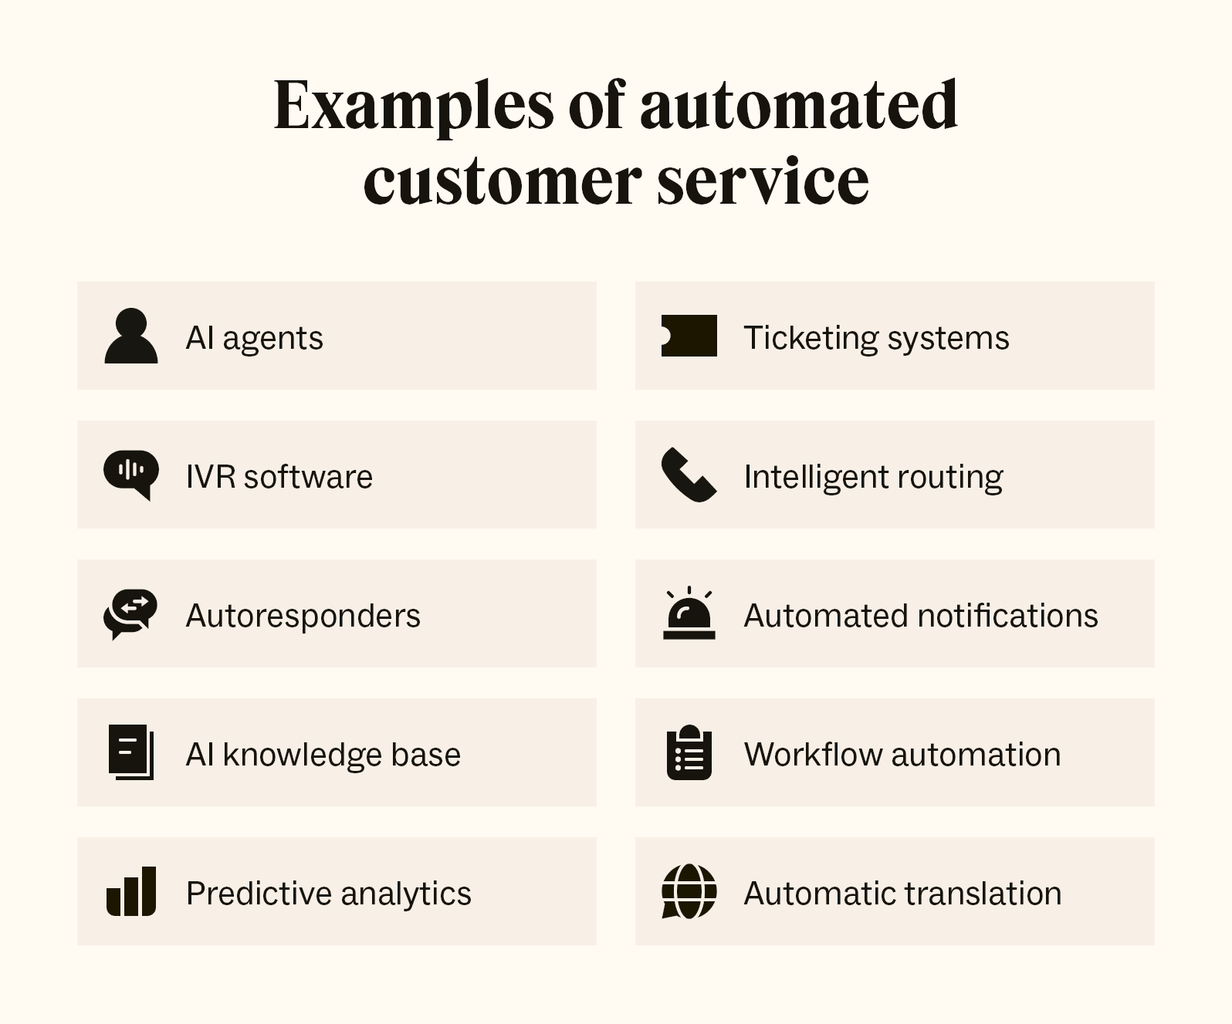 Examples of automated
customer service
AI agents
Ticketing systems
IVR software
Intelligent routing
Autoresponders
Automated notifications
AI knowledge base
Workflow automation
Predictive analytics
Automatic translation